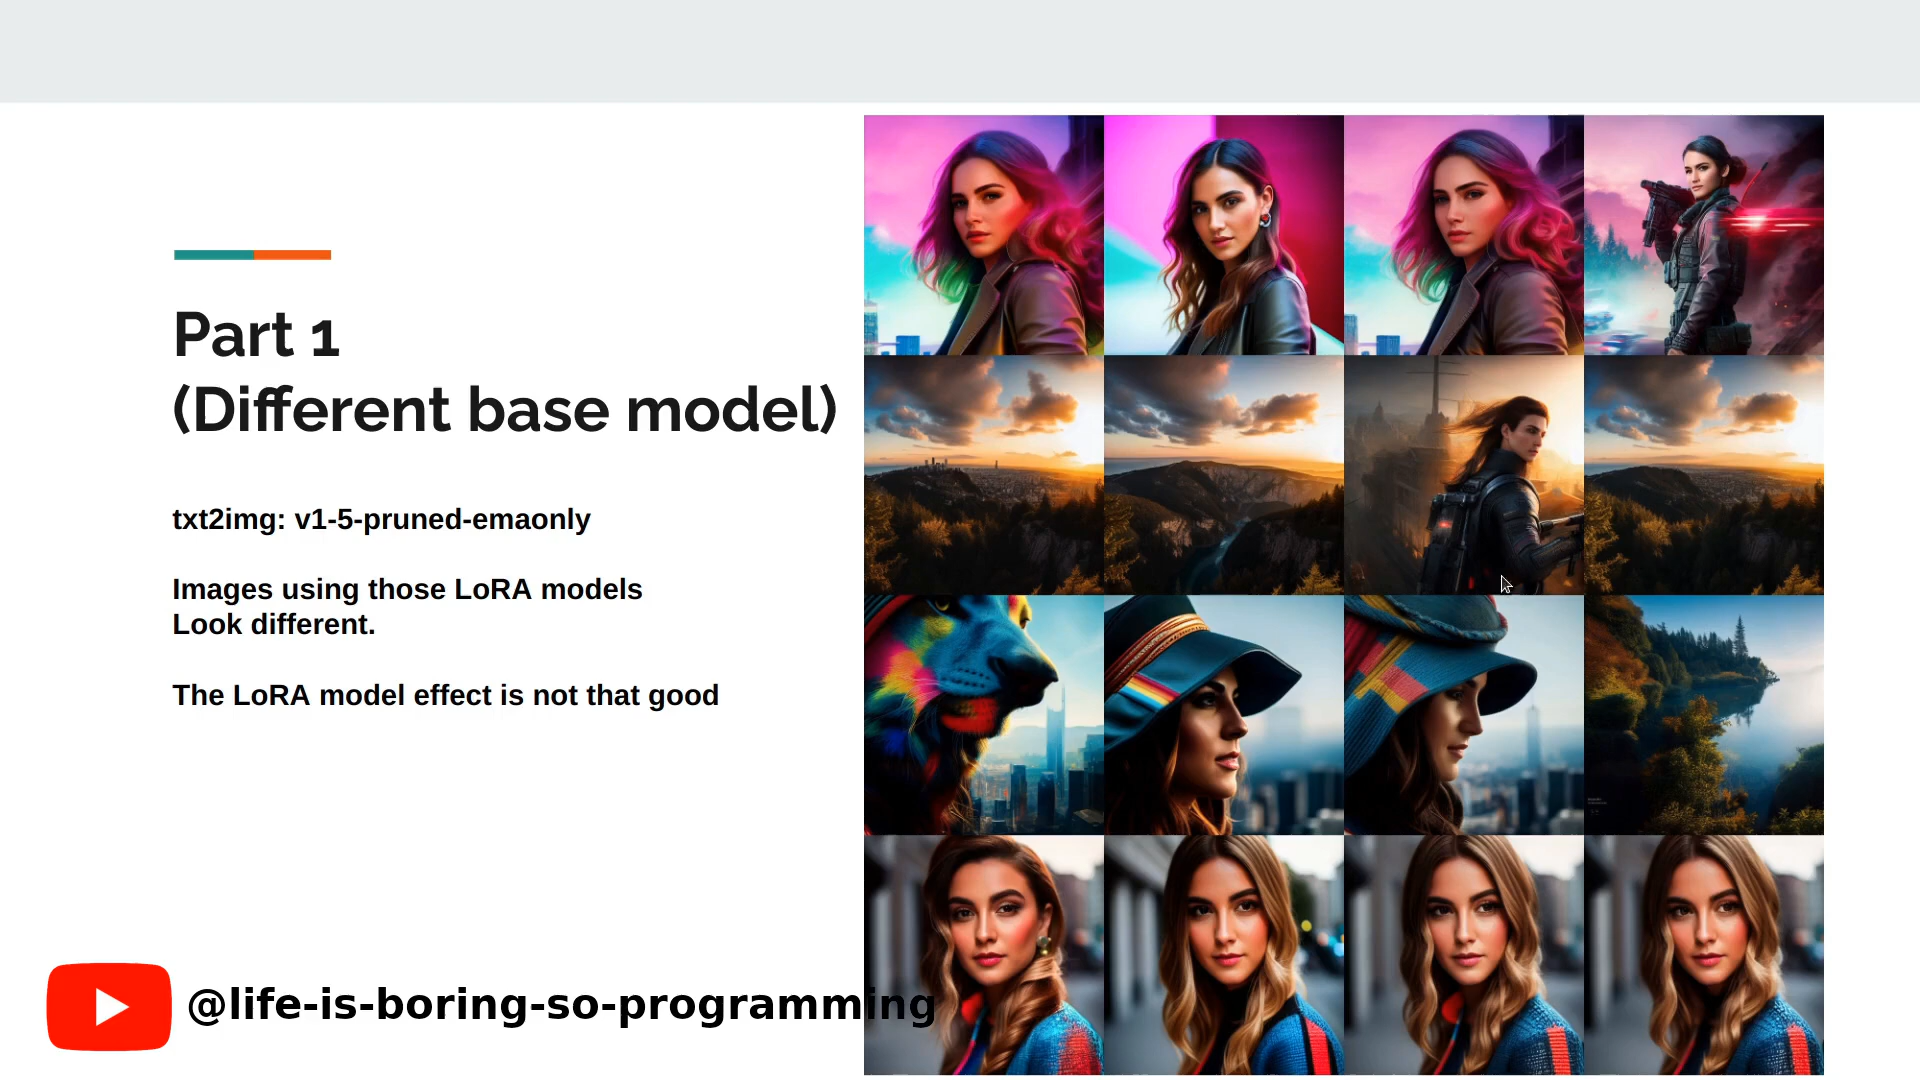 Part 1
(Different base model)
txt2img: v1-5-pruned-emaonly
Images using those LoRA models
Look different.
The LoRA model effect is not that good
@life-is-boring-so-programming